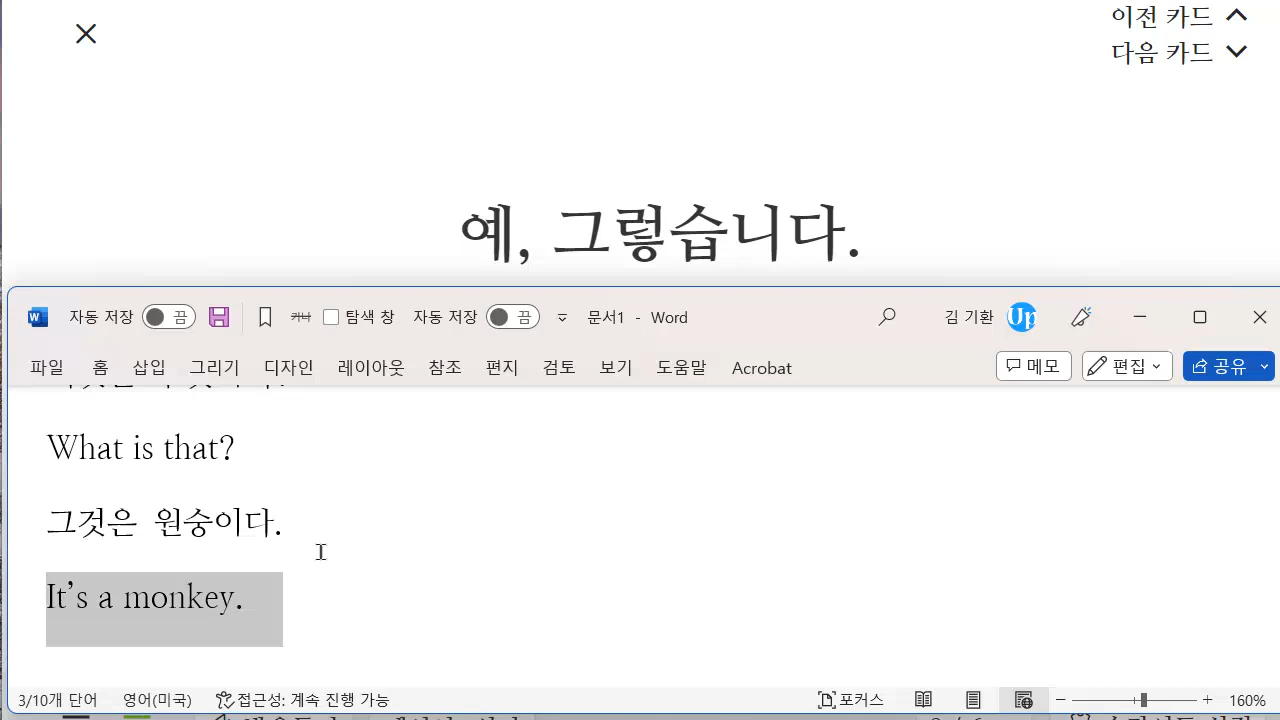 이전 카드
다음 카드
예, 그렇습니다.
자동 저장 끔 가나 탐색 창 자동 저장 끔 문서1 - Word 김 기환 Up
파일 홈 삽입 그리기 디자인 레이아웃 참조 편지 검토 보기 도움말 Acrobat 메모 편집 공유
What is that?
그것은 원숭이다.
It's a monkey.
3/10개 단어 영어(미국) 접근성: 계속 진행 가능 포커스 160%